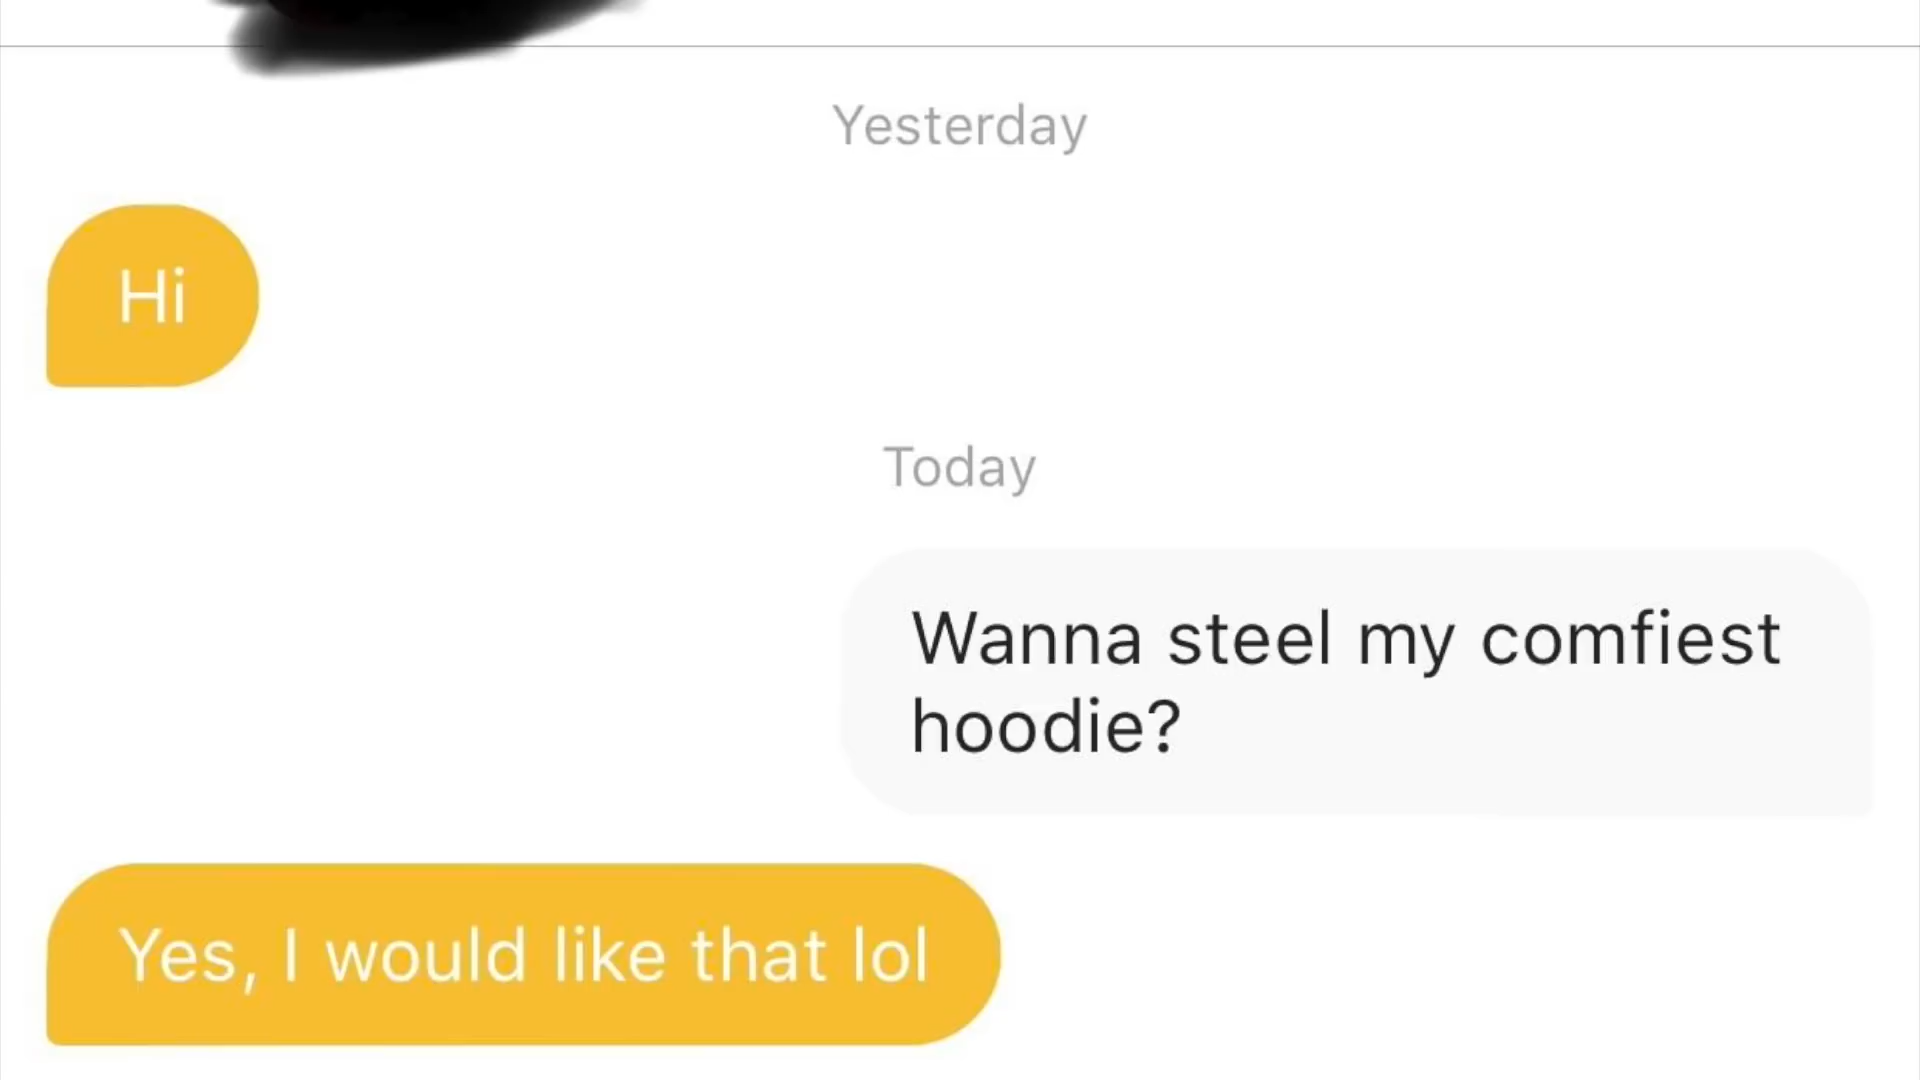 Yesterday
Hi
Today
Wanna steel my comfiest
hoodie?
Yes, I would like that lol